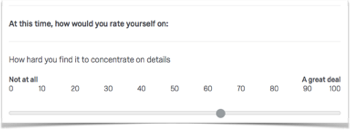 At this time, how would you rate yourself on:
How hard you find it to concentrate on details
Not at all A great deal
0 10 20 30 40 50 60 70 80 90 100